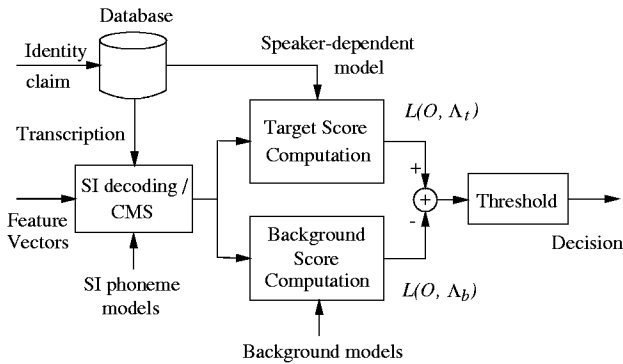 Database
Identity
claim
Speaker-dependent
model
Transcription
Target Score
Computation
L(O, Λt)
SI decoding /
CMS
Feature
Vectors
+
+
-
Threshold
Decision
Background
Score
Computation
L(O, Λb)
SI phoneme
models
Background models